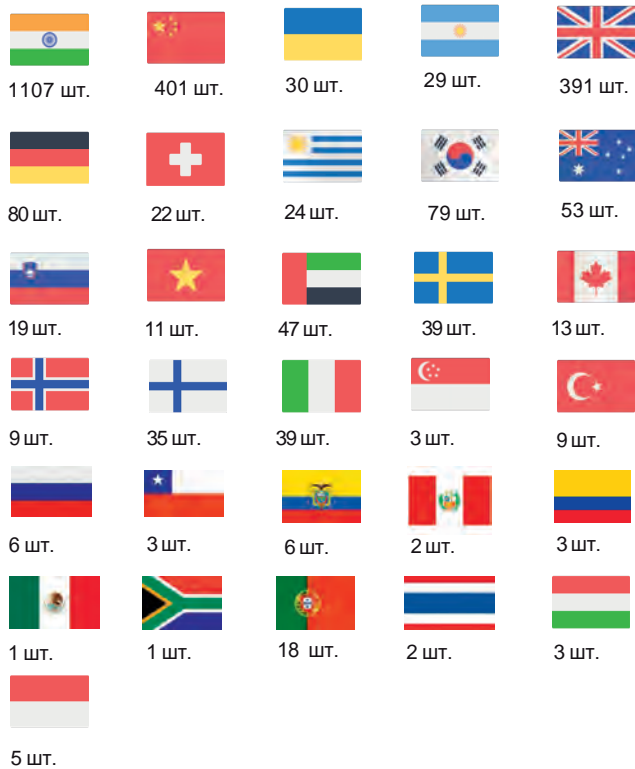 1107 шт. 401 шт. 30 шт. 29 шт. 391 шт.
80 шт. 22 шт. 24 шт. 79 шт. 53 шт.
19 шт. 11 шт. 47 шт. 39 шт. 13 шт.
9 шт. 35 шт. 39 шт. 3 шт. 9 шт.
6 шт. 3 шт. 6 шт. 2 шт. 3 шт.
1 шт. 1 шт. 18 шт. 2 шт. 3 шт.
5 шт.